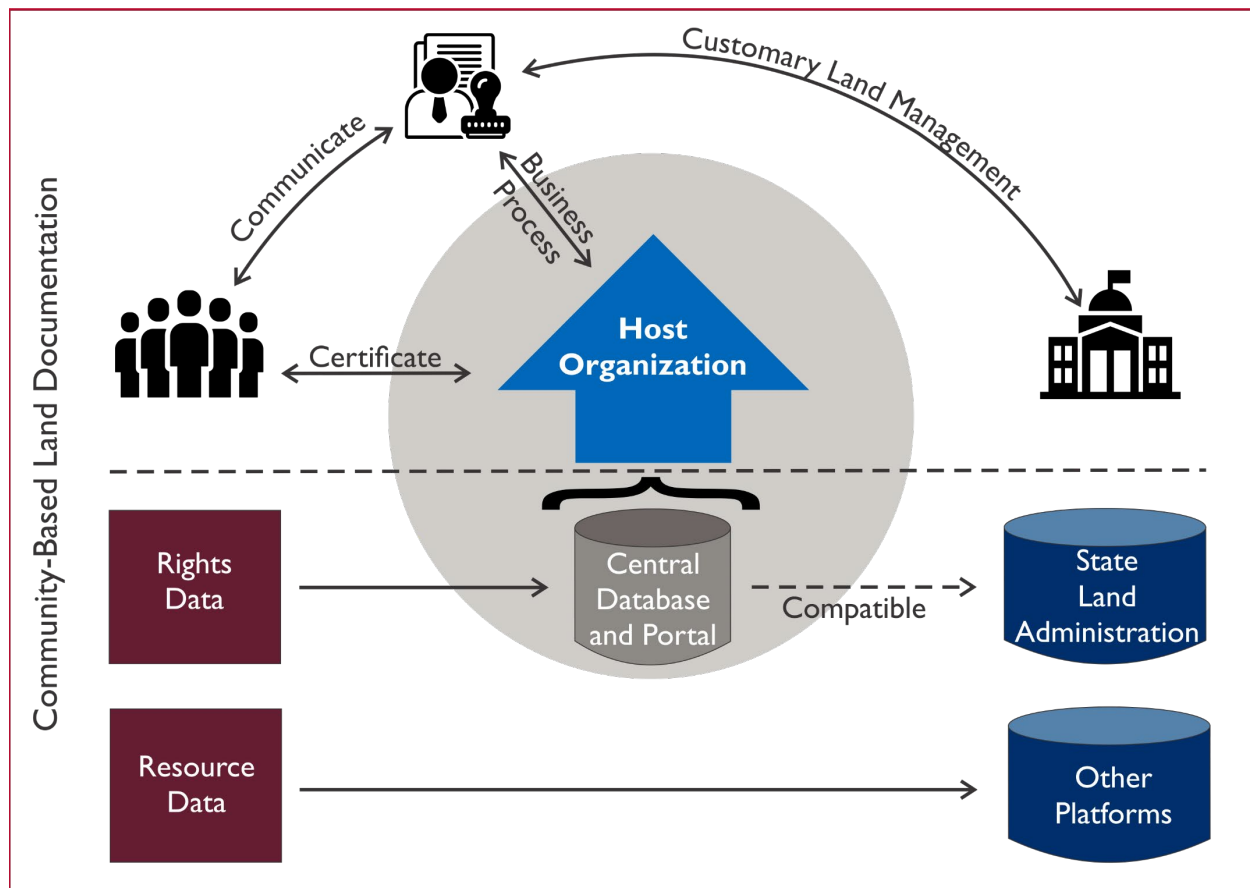 Community-Based Land Documentation
Customary Land Management
Communicate
Business
Process
Host
Organization
Certificate
Rights
Data
Central
Database
and Portal
Compatible
State
Land
Administration
Resource
Data
Other
Platforms